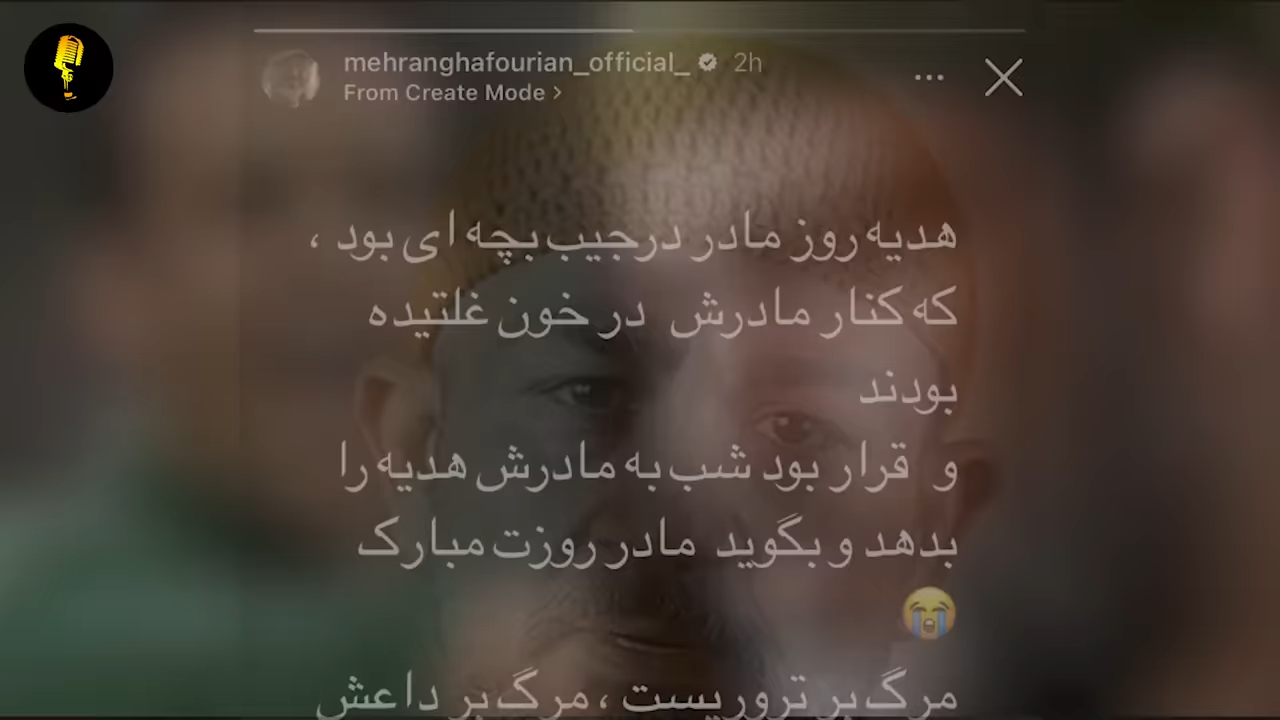 mehranghafourian_official_ 2h
From Create Mode >
هدیه روز مادر درجیب بچه ای بود ،
که کنار مادرش در خون غلتیده
بودند
و قرار بود شب به مادرش هدیه را
بدهد و بگوید مادر روزت مبارک
😭
مرگ بر تروریست ، مرگ بر داعش